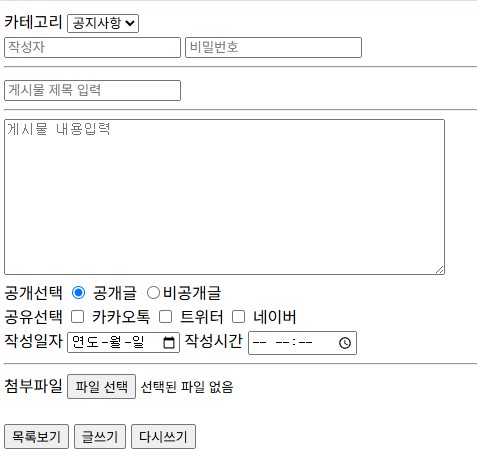 카테고리 공지사항
작성자 비밀번호
게시물 제목 입력
게시물 내용입력
공개선택 공개글 비공개글
공유선택 카카오톡 트위터 네이버
작성일자 연도-월-일 작성시간 -- --:--
첨부파일 파일 선택 선택된 파일 없음
목록보기 글쓰기 다시쓰기